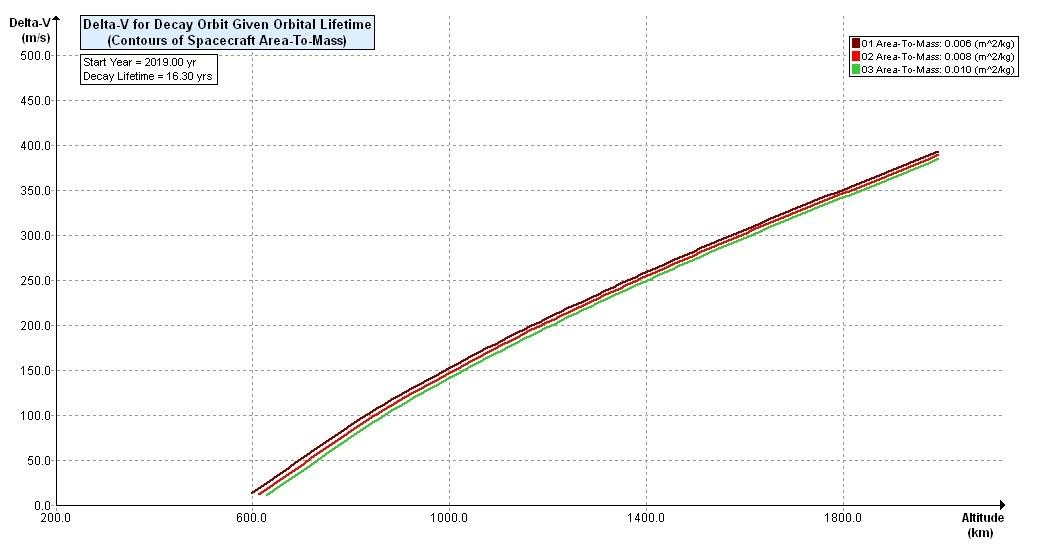 Delta-V
(m/s)
Delta-V for Decay Orbit Given Orbital Lifetime
(Contours of Spacecraft Area-To-Mass)
Start Year = 2019.00 yr
Decay Lifetime = 16.30 yrs
01 Area-To-Mass: 0.006 (m^2/kg)
02 Area-To-Mass: 0.008 (m^2/kg)
03 Area-To-Mass: 0.010 (m^2/kg)
500.0
450.0
400.0
350.0
300.0
250.0
200.0
150.0
100.0
50.0
0.0
200.0 600.0 1000.0 1400.0 1800.0 Altitude
(km)